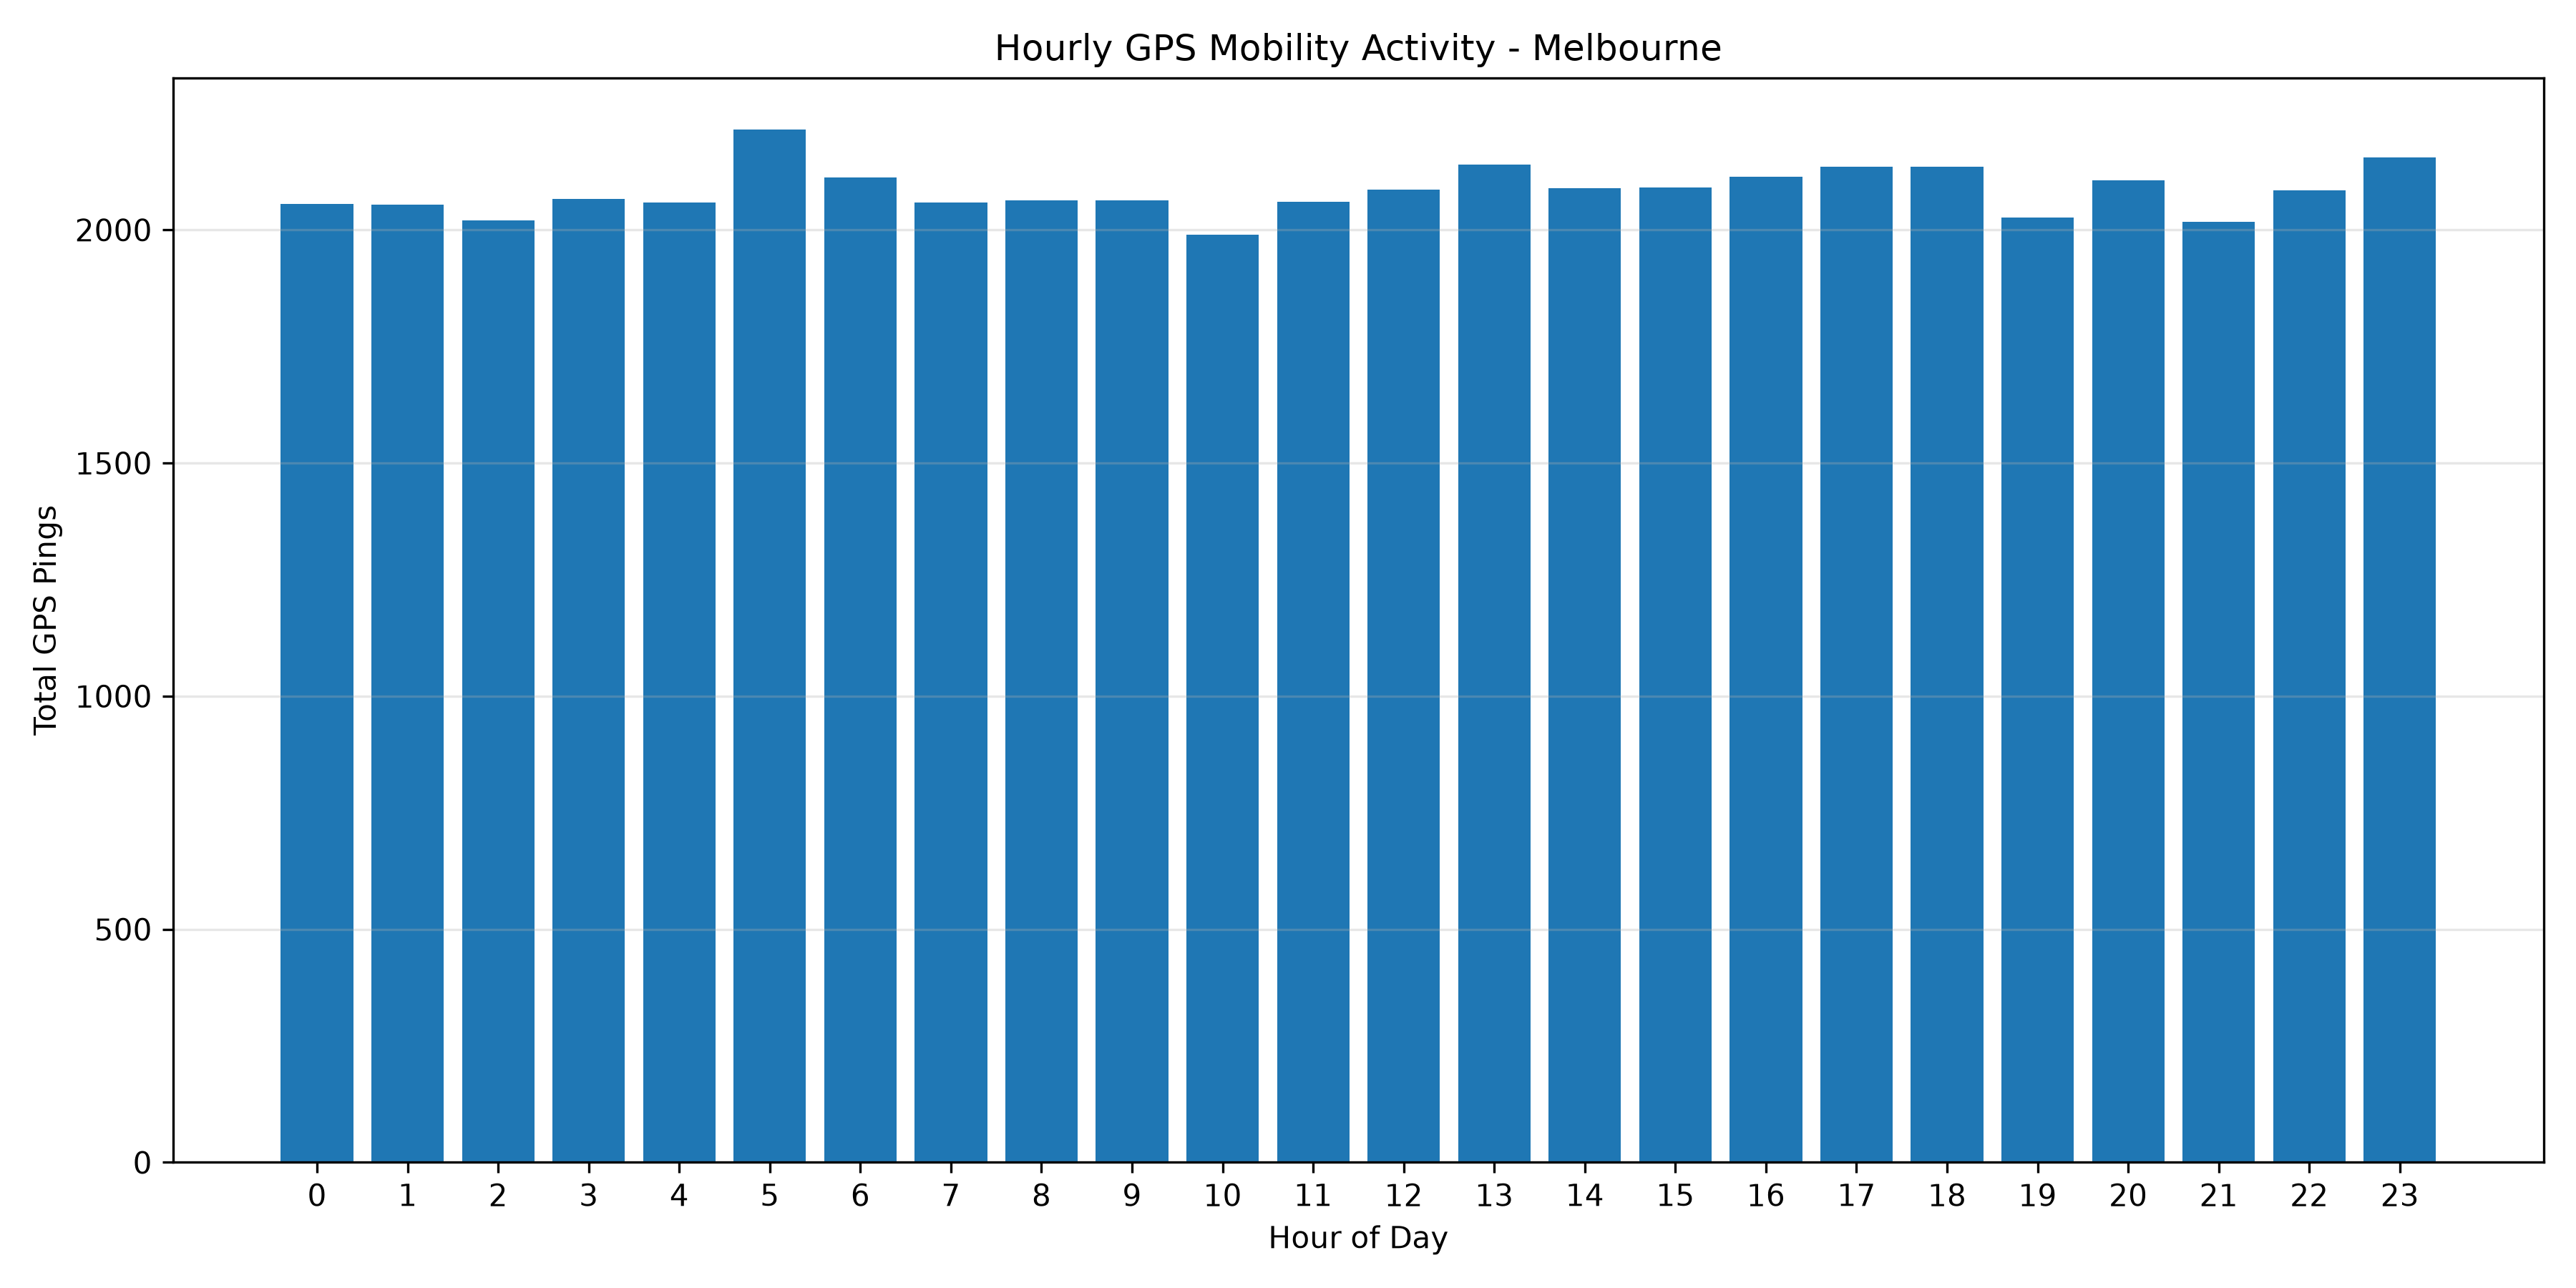 Hourly GPS Mobility Activity - Melbourne
Total GPS Pings
2000
1500
1000
500
0
0 1 2 3 4 5 6 7 8 9 10 11 12 13 14 15 16 17 18 19 20 21 22 23
Hour of Day